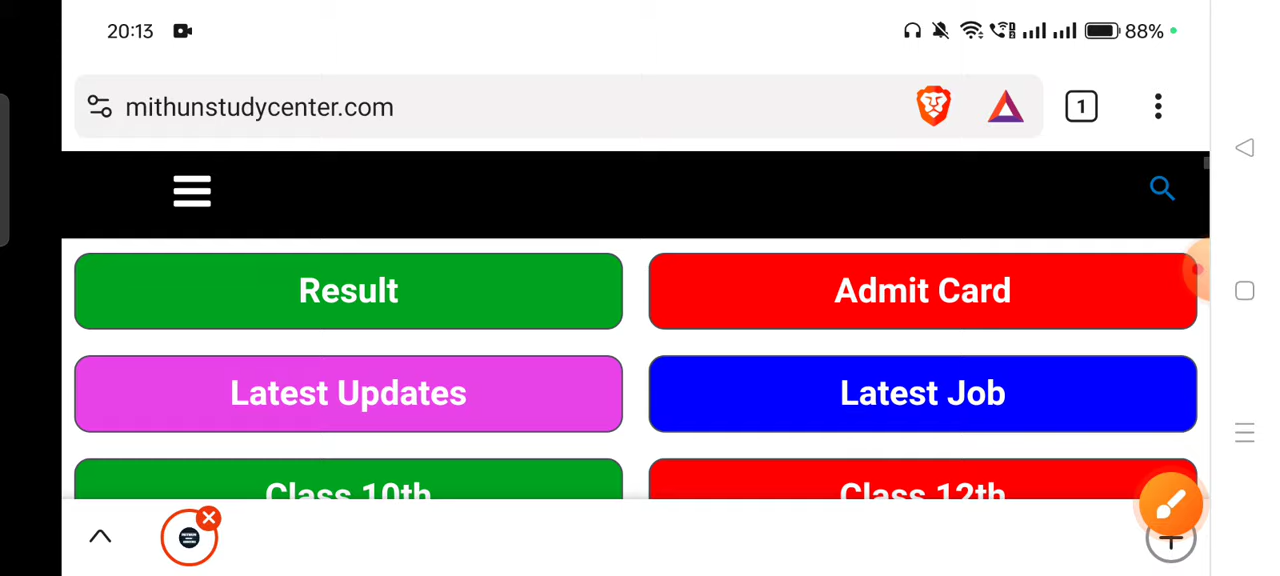 20:13 88%
mithunstudycenter.com 1
Result Admit Card
Latest Updates Latest Job
Class 10th Class 12th